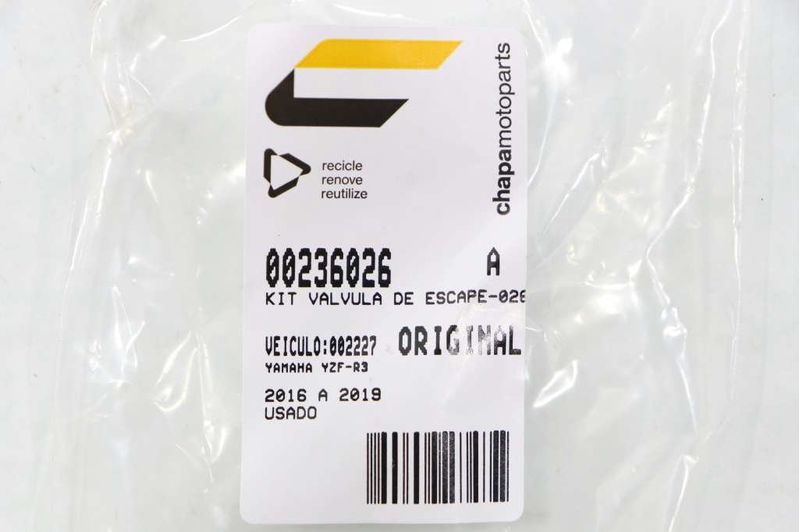 chapamotoparts
recicle
renove
reutilize
00236026 A
KIT VALVULA DE ESCAPE-026
VEICULO:002227 ORIGINAL
YAMAHA YZF-R3
2016 A 2019
USADO